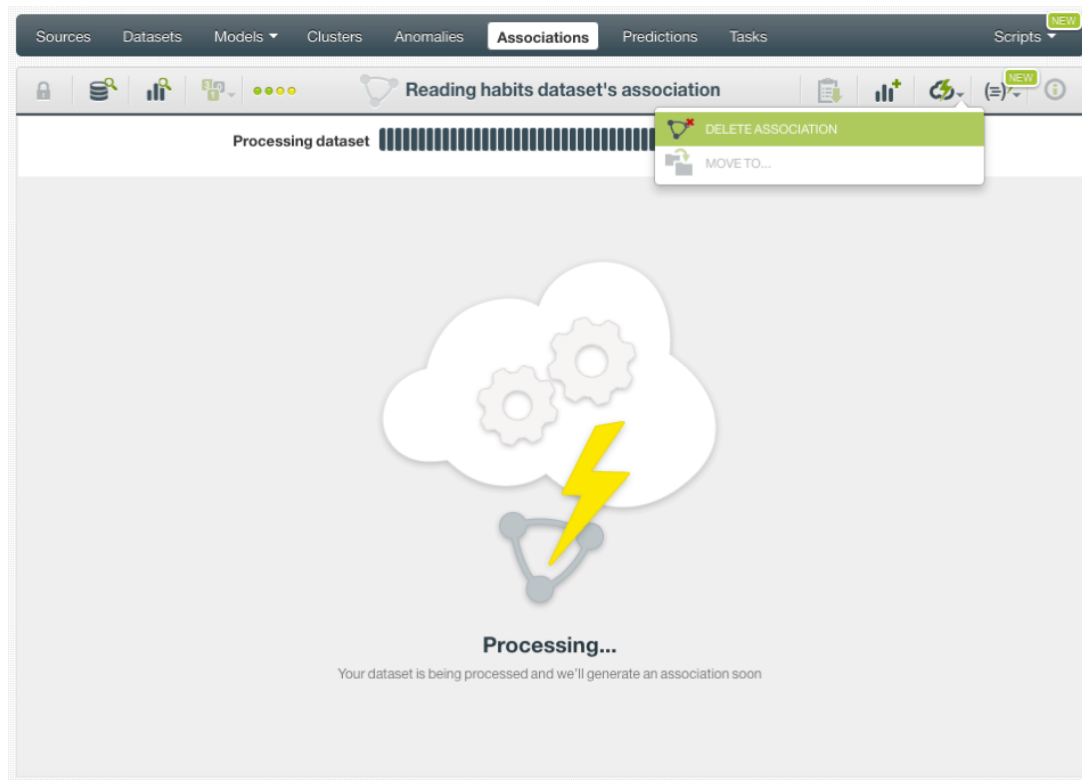 Sources Datasets Models Clusters Anomalies Associations Predictions Tasks Scripts NEW
Reading habits dataset's association (=) NEW
Processing dataset
DELETE ASSOCIATION
MOVE TO...
Processing...
Your dataset is being processed and we'll generate an association soon